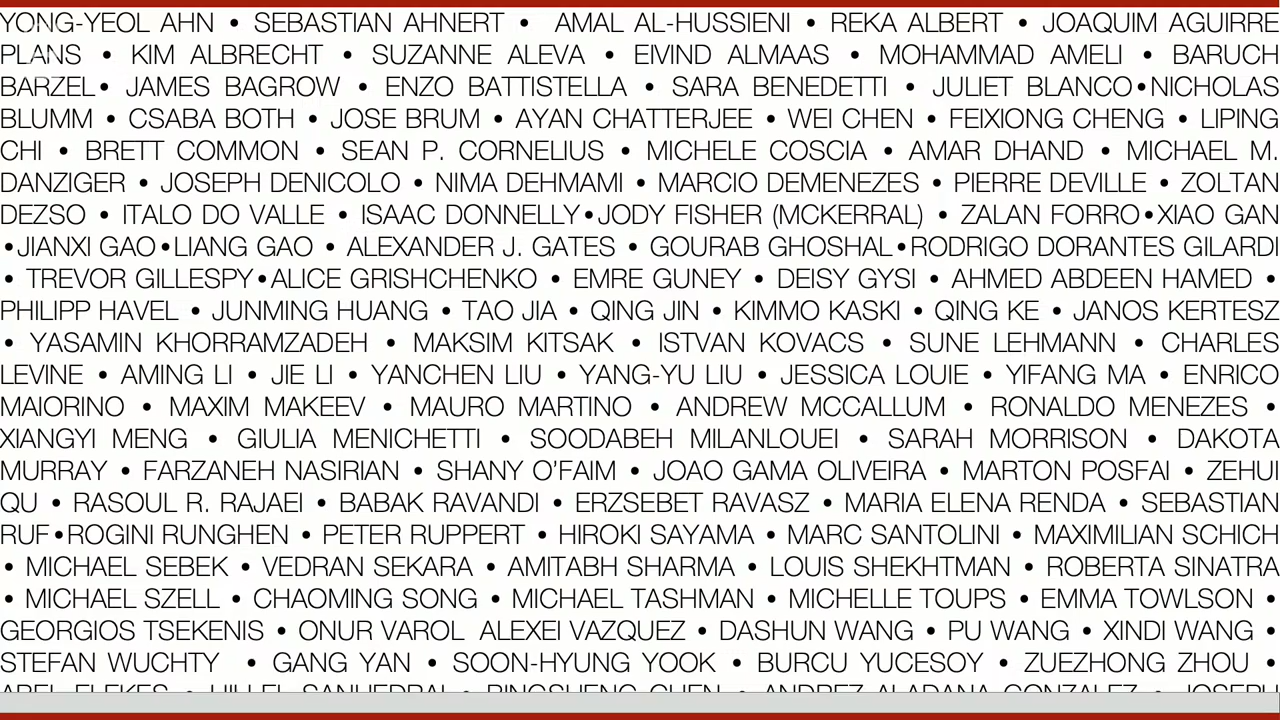 YONG-YEOL AHN • SEBASTIAN AHNERT • AMAL AL-HUSSIENI • REKA ALBERT • JOAQUIM AGUIRRE
PLANS • KIM ALBRECHT • SUZANNE ALEVA • EIVIND ALMAAS • MOHAMMAD AMELI • BARUCH
BARZEL• JAMES BAGROW • ENZO BATTISTELLA • SARA BENEDETTI • JULIET BLANCO•NICHOLAS
BLUMM • CSABA BOTH • JOSE BRUM • AYAN CHATTERJEE • WEI CHEN • FEIXIONG CHENG • LIPING
CHI • BRETT COMMON • SEAN P. CORNELIUS • MICHELE COSCIA • AMAR DHAND • MICHAEL M.
DANZIGER • JOSEPH DENICOLO • NIMA DEHMAMI • MARCIO DEMENEZES • PIERRE DEVILLE • ZOLTAN
DEZSO • ITALO DO VALLE • ISAAC DONNELLY•JODY FISHER (MCKERRAL) • ZALAN FORRO•XIAO GAN
•JIANXI GAO•LIANG GAO • ALEXANDER J. GATES • GOURAB GHOSHAL•RODRIGO DORANTES GILARDI
• TREVOR GILLESPY•ALICE GRISHCHENKO • EMRE GUNEY • DEISY GYSI • AHMED ABDEEN HAMED •
PHILIPP HAVEL • JUNMING HUANG • TAO JIA • QING JIN • KIMMO KASKI • QING KE • JANOS KERTESZ
• YASAMIN KHORRAMZADEH • MAKSIM KITSAK • ISTVAN KOVACS • SUNE LEHMANN • CHARLES
LEVINE • AMING LI • JIE LI • YANCHEN LIU • YANG-YU LIU • JESSICA LOUIE • YIFANG MA • ENRICO
MAIORINO • MAXIM MAKEEV • MAURO MARTINO • ANDREW MCCALLUM • RONALDO MENEZES •
XIANGYI MENG • GIULIA MENICHETTI • SOODABEH MILANLOUEI • SARAH MORRISON • DAKOTA
MURRAY • FARZANEH NASIRIAN • SHANY O'FAIM • JOAO GAMA OLIVEIRA • MARTON POSFAI • ZEHUI
QU • RASOUL R. RAJAEI • BABAK RAVANDI • ERZSEBET RAVASZ • MARIA ELENA RENDA • SEBASTIAN
RUF•ROGINI RUNGHEN • PETER RUPPERT • HIROKI SAYAMA • MARC SANTOLINI • MAXIMILIAN SCHICH
• MICHAEL SEBEK • VEDRAN SEKARA • AMITABH SHARMA • LOUIS SHEKHTMAN • ROBERTA SINATRA
• MICHAEL SZELL • CHAOMING SONG • MICHAEL TASHMAN • MICHELLE TOUPS • EMMA TOWLSON •
GEORGIOS TSEKENIS • ONUR VAROL ALEXEI VAZQUEZ • DASHUN WANG • PU WANG • XINDI WANG •
STEFAN WUCHTY • GANG YAN • SOON-HYUNG YOOK • BURCU YUCESOY • ZUEZHONG ZHOU •